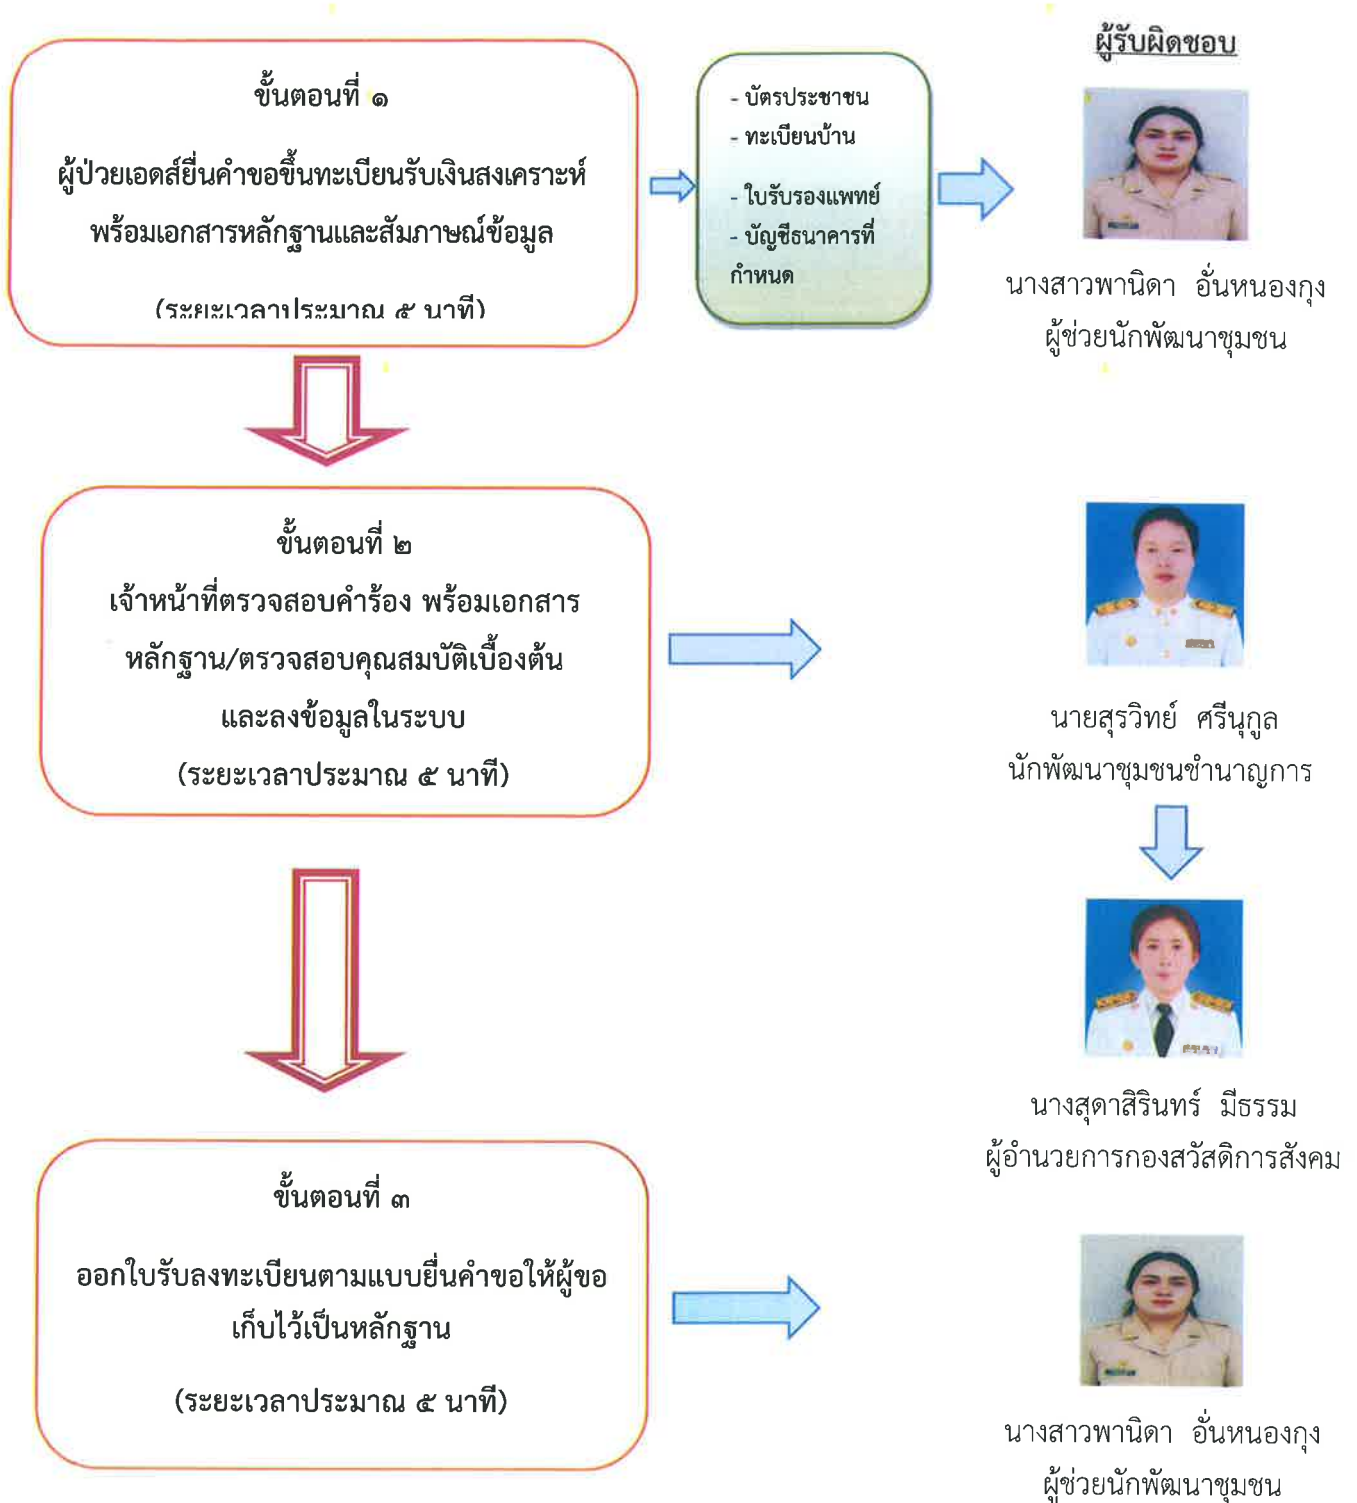 ผู้รับผิดชอบ
ขั้นตอนที่ ๑
ผู้ป่วยเอดส์ยื่นคำขอขึ้นทะเบียนรับเงินสงเคราะห์
พร้อมเอกสารหลักฐานและสัมภาษณ์ข้อมูล
(ระยะเวลาประมาณ ๕ นาที)
- บัตรประชาชน
- ทะเบียนบ้าน
- ใบรับรองแพทย์
- บัญชีธนาคารที่
กำหนด
นางสาวพานิดา อั่นหนองกุง
ผู้ช่วยนักพัฒนาชุมชน
ขั้นตอนที่ ๒
เจ้าหน้าที่ตรวจสอบคำร้อง พร้อมเอกสาร
หลักฐาน/ตรวจสอบคุณสมบัติเบื้องต้น
และลงข้อมูลในระบบ
(ระยะเวลาประมาณ ๕ นาที)
นายสุรวิทย์ ศรีนุกูล
นักพัฒนาชุมชนชำนาญการ
นางสุดาสิรินทร์ มีธรรม
ผู้อำนวยการกองสวัสดิการสังคม
ขั้นตอนที่ ๓
ออกใบรับลงทะเบียนตามแบบยื่นคำขอให้ผู้ขอ
เก็บไว้เป็นหลักฐาน
(ระยะเวลาประมาณ ๕ นาที)
นางสาวพานิดา อั่นหนองกุง
ผู้ช่วยนักพัฒนาชุมชน